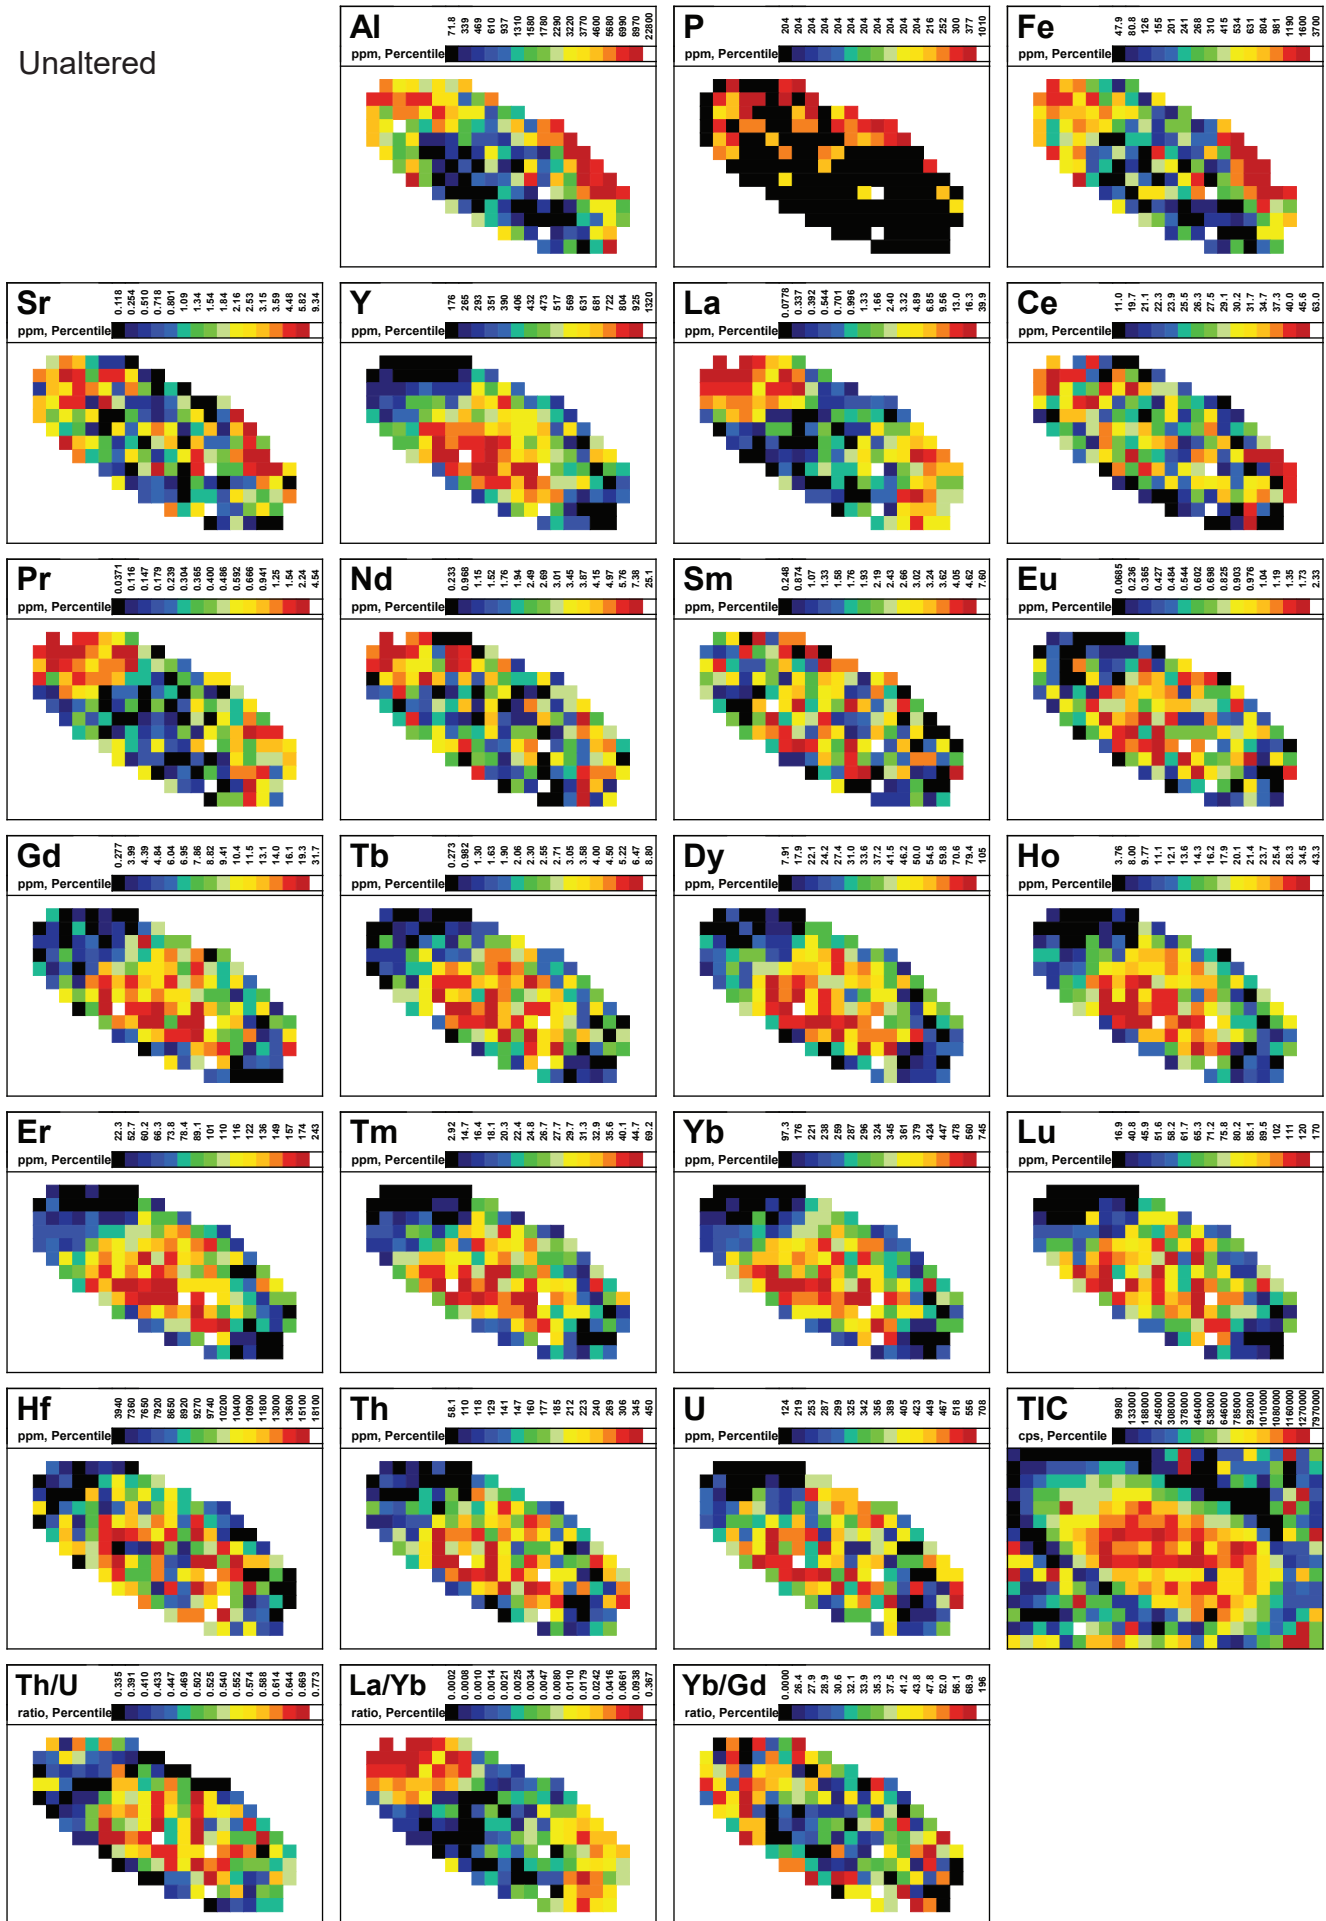 Unaltered
Al
71.8 339 469 610 937 1310 1580 1780 2290 3220 3770 4600 5680 6990 8970 22800
ppm, Percentile
P
204 204 204 204 204 204 204 204 204 204 204 216 252 300 377 1010
ppm, Percentile
Fe
47.9 80.8 126 155 201 241 268 310 415 534 631 804 981 1190 1600 3700
ppm, Percentile
Sr
0.118 0.254 0.510 0.718 0.801 1.09 1.34 1.54 1.84 2.16 2.53 3.15 3.59 4.48 5.82 9.34
ppm, Percentile
Y
176 265 293 351 390 406 432 473 517 569 631 681 722 804 925 1320
ppm, Percentile
La
0.0778 0.337 0.392 0.544 0.701 0.996 1.33 1.66 2.40 3.32 4.89 6.85 9.56 13.0 16.3 39.9
ppm, Percentile
Ce
11.0 19.7 21.1 22.3 23.9 25.5 26.3 27.5 29.1 30.2 31.7 34.7 37.3 40.0 45.6 63.0
ppm, Percentile
Pr
0.0371 0.116 0.147 0.179 0.239 0.304 0.365 0.400 0.486 0.592 0.666 0.941 1.25 1.54 2.24 4.54
ppm, Percentile
Nd
0.233 0.968 1.15 1.52 1.76 1.94 2.49 2.69 3.01 3.45 3.87 4.15 4.97 5.76 7.38 25.1
ppm, Percentile
Sm
0.248 0.874 1.07 1.33 1.58 1.76 1.93 2.19 2.43 2.66 3.02 3.24 3.62 4.05 4.62 7.60
ppm, Percentile
Eu
0.0685 0.236 0.365 0.427 0.484 0.544 0.602 0.698 0.825 0.903 0.976 1.04 1.19 1.35 1.73 2.33
ppm, Percentile
Gd
0.277 3.99 4.39 4.84 6.04 6.95 7.86 8.82 9.41 10.4 11.5 13.1 14.0 16.1 19.3 31.7
ppm, Percentile
Tb
0.273 0.982 1.30 1.63 1.90 2.06 2.30 2.55 2.71 3.05 3.58 4.00 4.50 5.22 6.47 8.80
ppm, Percentile
Dy
7.91 17.9 22.1 24.2 27.4 31.0 33.6 37.2 41.5 46.2 50.0 54.5 59.8 70.6 79.4 105
ppm, Percentile
Ho
3.76 8.00 9.77 11.1 12.1 13.6 14.3 16.2 17.9 20.1 21.4 23.7 25.4 28.3 34.5 43.3
ppm, Percentile
Er
22.3 52.7 60.2 66.3 73.8 78.4 89.1 101 110 116 122 136 149 157 174 243
ppm, Percentile
Tm
2.92 14.7 16.4 18.1 20.3 22.4 24.8 26.7 27.7 29.7 31.3 32.9 35.6 40.1 44.7 69.2
ppm, Percentile
Yb
97.3 176 221 238 259 287 296 324 345 361 379 424 447 478 560 745
ppm, Percentile
Lu
16.9 40.8 45.9 51.6 58.2 61.7 65.3 71.2 75.8 80.2 85.1 89.5 102 111 120 170
ppm, Percentile
Hf
3940 7360 7650 7920 8650 8920 9270 9740 10200 10400 10900 11800 13000 13600 15100 18100
ppm, Percentile
Th
58.1 110 118 129 141 147 160 177 185 212 223 240 269 306 345 450
ppm, Percentile
U
124 219 253 287 299 325 342 356 389 405 423 449 467 518 556 708
ppm, Percentile
TIC
9980 133000 188000 245000 308000 378000 464000 538000 646000 785000 928000 1010000 1080000 1160000 1270000 7970000
cps, Percentile
Th/U
0.335 0.391 0.410 0.433 0.447 0.469 0.502 0.525 0.540 0.552 0.574 0.588 0.614 0.644 0.669 0.773
ratio, Percentile
La/Yb
0.0002 0.0008 0.0010 0.0014 0.0021 0.0025 0.0034 0.0047 0.0080 0.0110 0.0179 0.0242 0.0416 0.0661 0.0938 0.367
ratio, Percentile
Yb/Gd
0.0000 26.4 27.9 28.9 30.6 32.1 33.9 35.3 37.5 41.2 43.8 47.8 52.0 56.1 68.9 196
ratio, Percentile